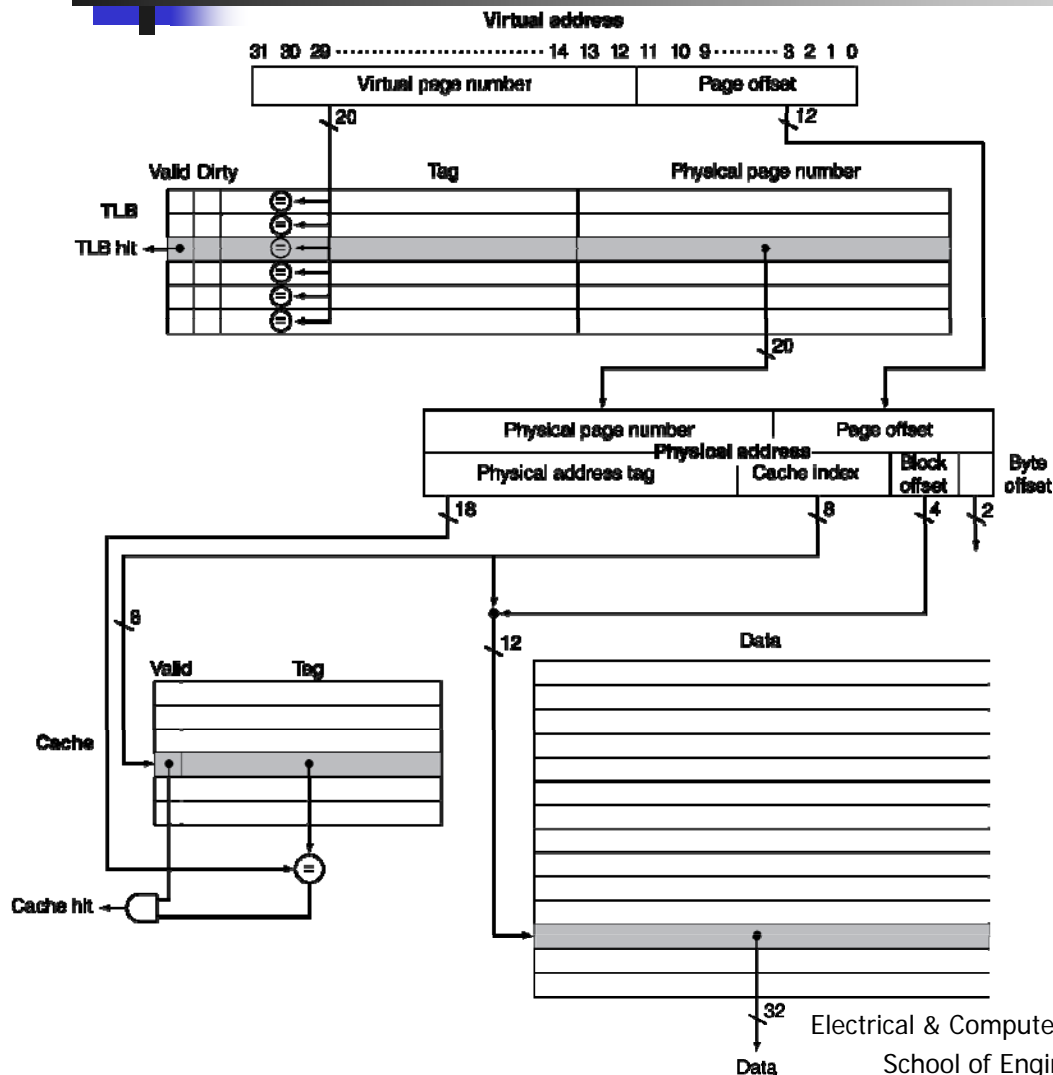 Virtual address
31 30 29 ··························· 14 13 12 11 10 9 ········· 3 2 1 0
Virtual page number Page offset
20 12
Valid Dirty Tag Physical page number
TLB
=
=
TLB hit =
=
=
=
20
Physical page number Page offset
Physical address
Physical address tag Cache index Block offset Byte offset
18 8 4 2
8
12 Data
Valid Tag
Cache
=
Cache hit
32
Data
Electrical & Compute
School of Engin